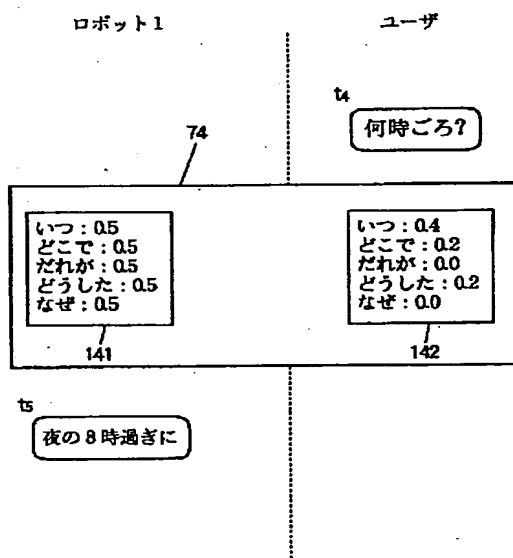 ロボット1
ユーザ
t4
何時ごろ?
74
いつ:0.5
どこで:0.5
だれが:0.5
どうした:0.5
なぜ:0.5
141
いつ:0.4
どこで:0.2
だれが:0.0
どうした:0.2
なぜ:0.0
142
t5
夜の8時過ぎに